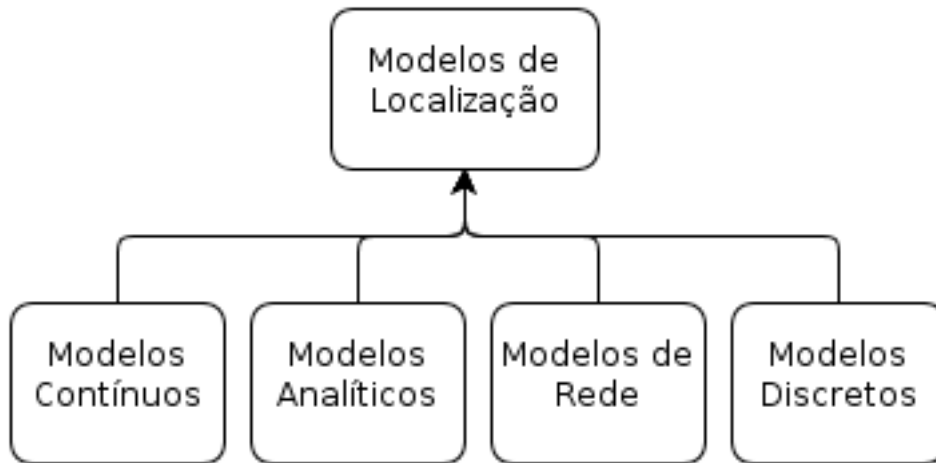 Modelos de
Localização
Modelos
Contínuos
Modelos
Analíticos
Modelos de
Rede
Modelos
Discretos